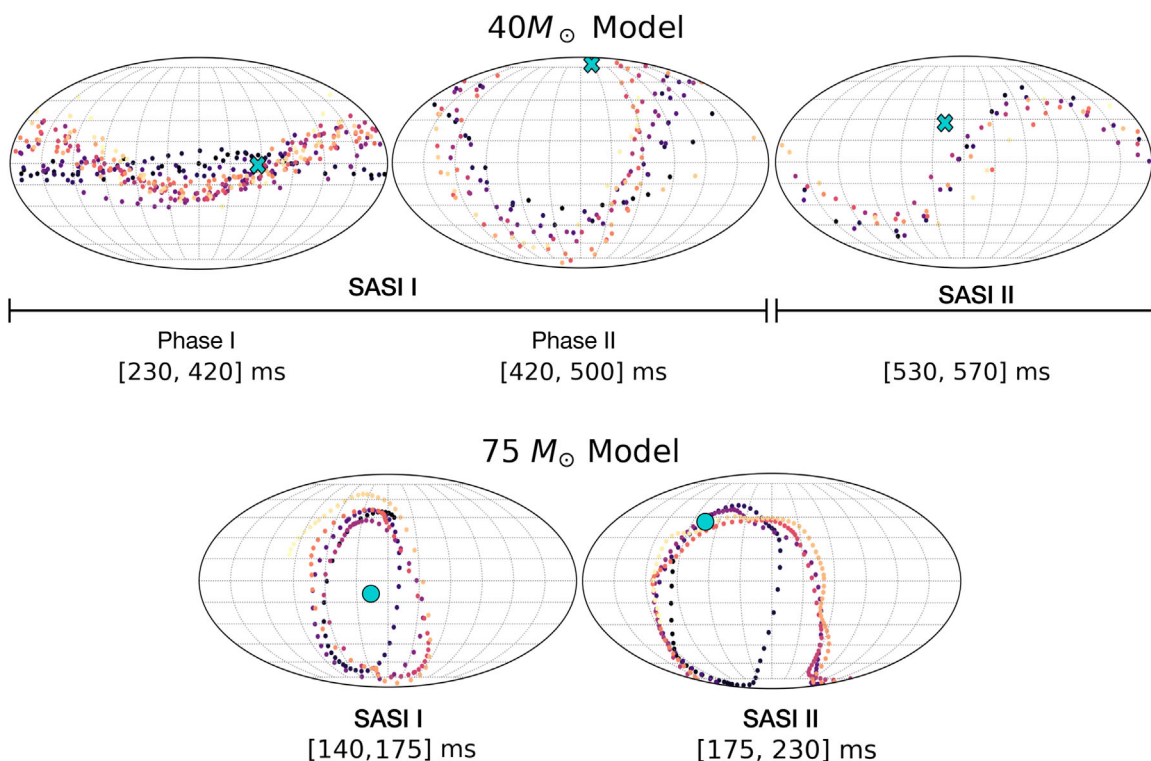 40M☉ Model
SASI I
SASI II
Phase I
Phase II
[230, 420] ms
[420, 500] ms
[530, 570] ms
75 M☉ Model
SASI I
SASI II
[140,175] ms
[175, 230] ms